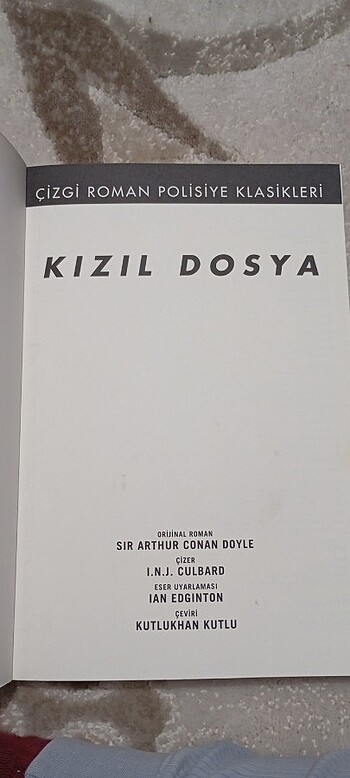 ÇİZGİ ROMAN POLİSİYE KLASİKLERİ
KIZIL DOSYA
ORİJİNAL ROMAN
SIR ARTHUR CONAN DOYLE
ÇİZER
I.N.J. CULBARD
ESER UYARLAMASI
IAN EDGINTON
ÇEVİRİ
KUTLUKHAN KUTLU